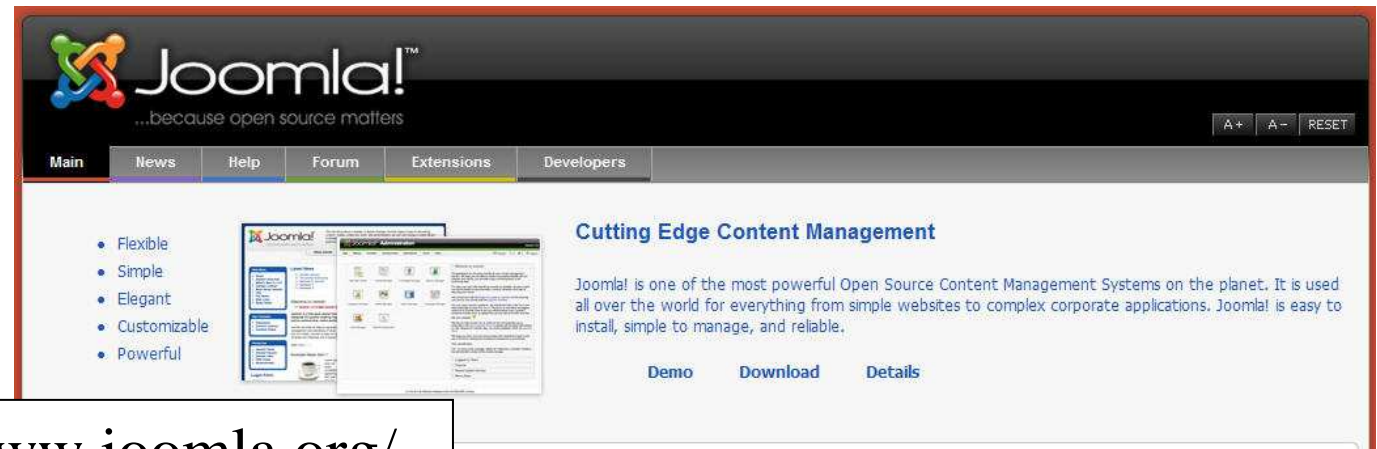 Joomla!™
...because open source matters
A+ A- RESET
Main News Help Forum Extensions Developers
Flexible
Simple
Elegant
Customizable
Powerful
Cutting Edge Content Management
Joomla! is one of the most powerful Open Source Content Management Systems on the planet. It is used
all over the world for everything from simple websites to complex corporate applications. Joomla! is easy to
install, simple to manage, and reliable.
Demo Download Details
www.joomla.org/